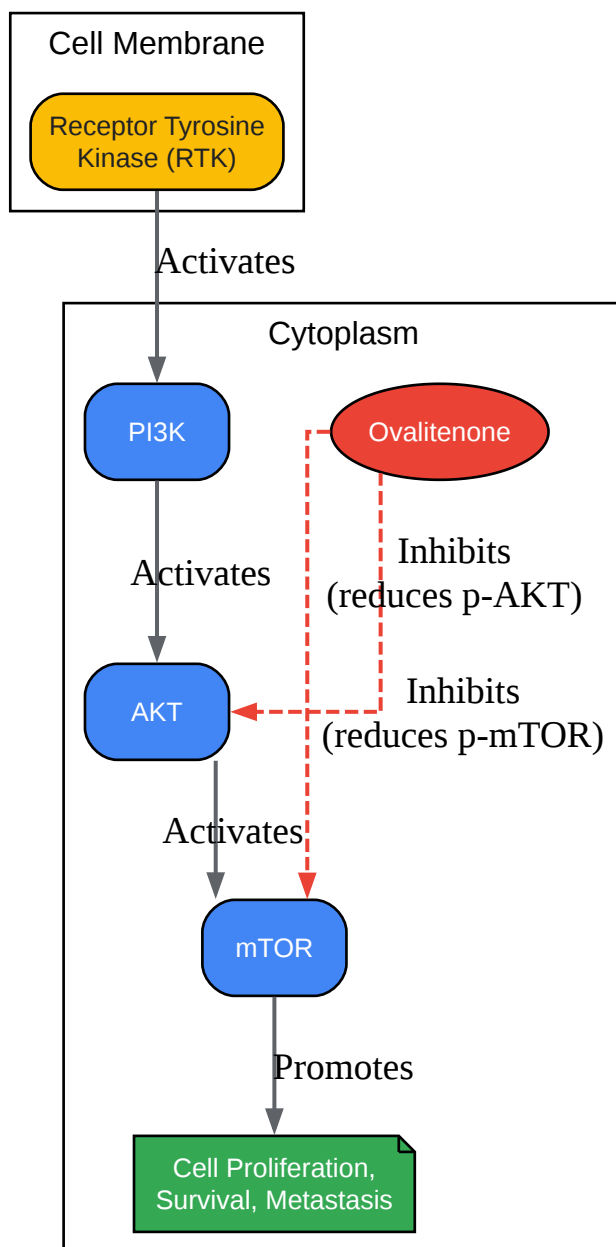 Cell Membrane
Receptor Tyrosine
Kinase (RTK)
Activates
Cytoplasm
PI3K
Ovalitenone
Activates
Inhibits
(reduces p-AKT)
AKT
Inhibits
(reduces p-mTOR)
Activates
mTOR
Promotes
Cell Proliferation,
Survival, Metastasis